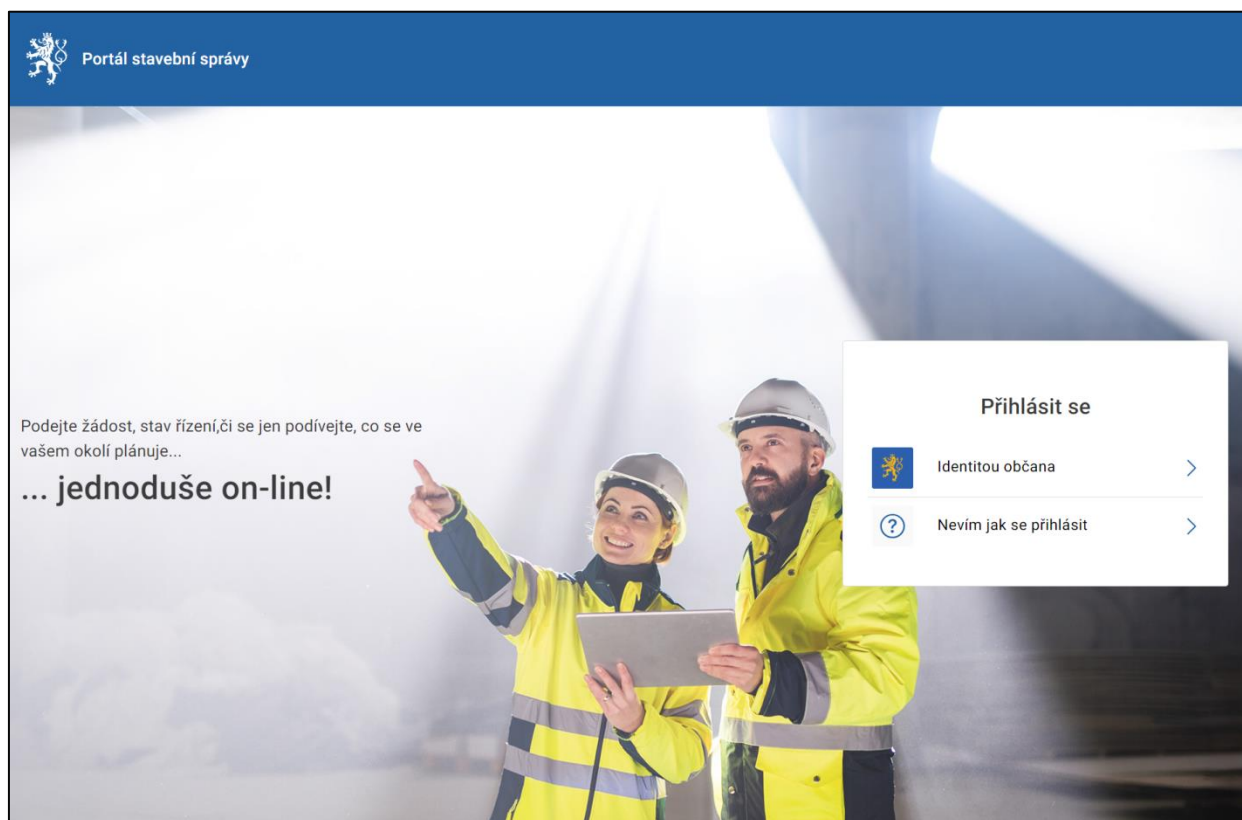 Portál stavební správy
Podejte žádost, stav řízení,či se jen podívejte, co se ve
vašem okolí plánuje...
... jednoduše on-line!
Přihlásit se
Identitou občana
Nevím jak se přihlásit